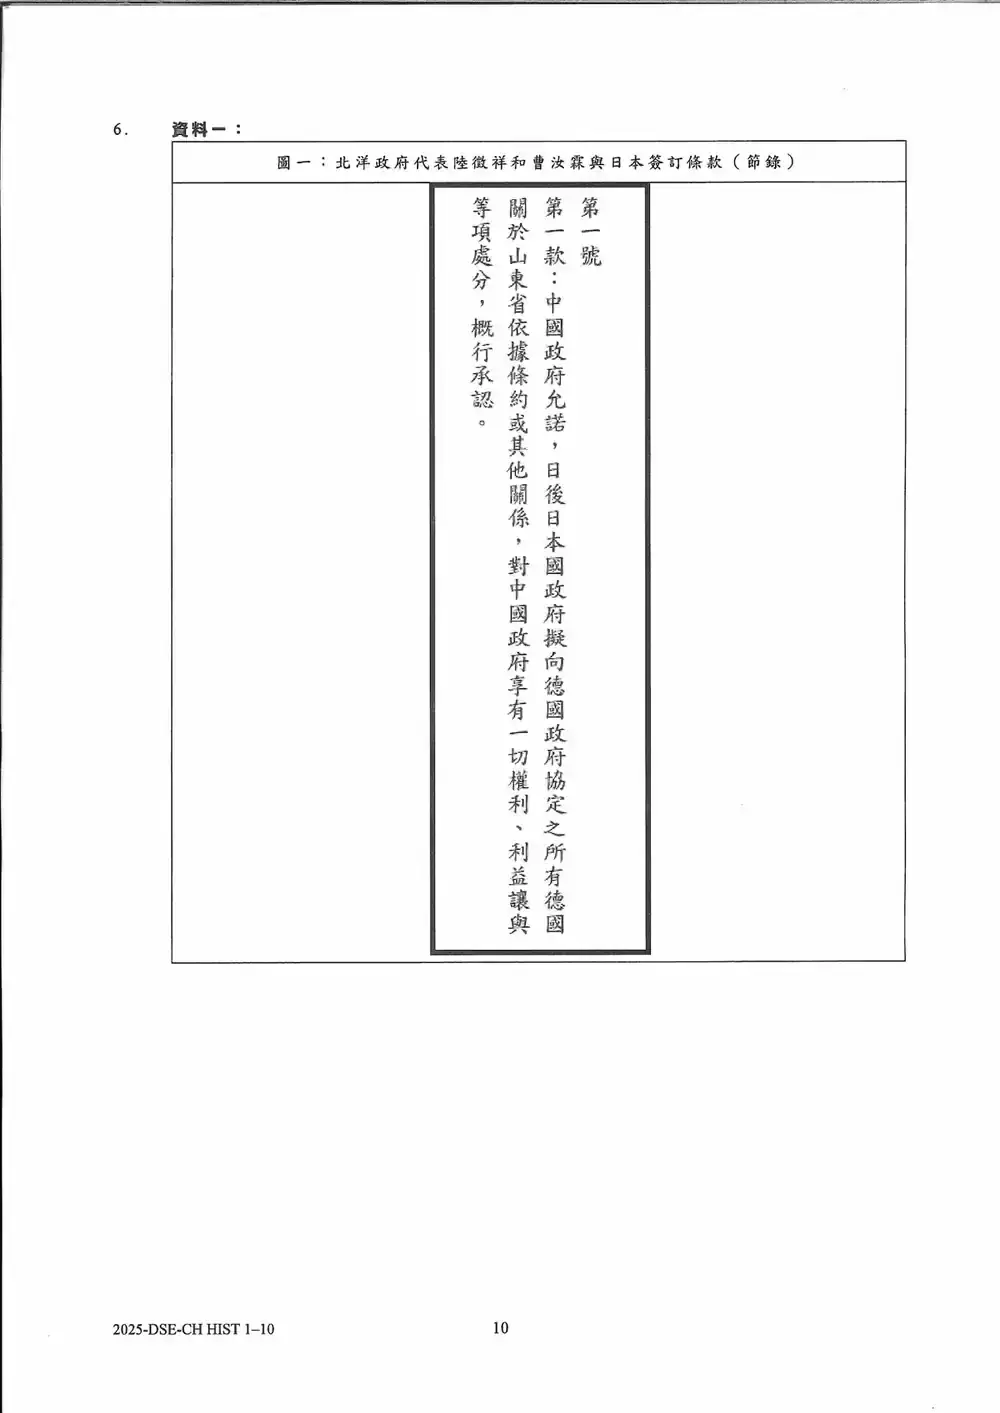 6. 資料一：
圖一：北洋政府代表陸徵祥和曹汝霖與日本簽訂條款（節錄）
第一號
第一款：中國政府允諾，日後日本國政府擬向德國政府協定之所有德國
關於山東省依據條約或其他關係，對中國政府享有一切權利、利益讓與
等項處分，概行承認。
2025-DSE-CH HIST 1–10
10